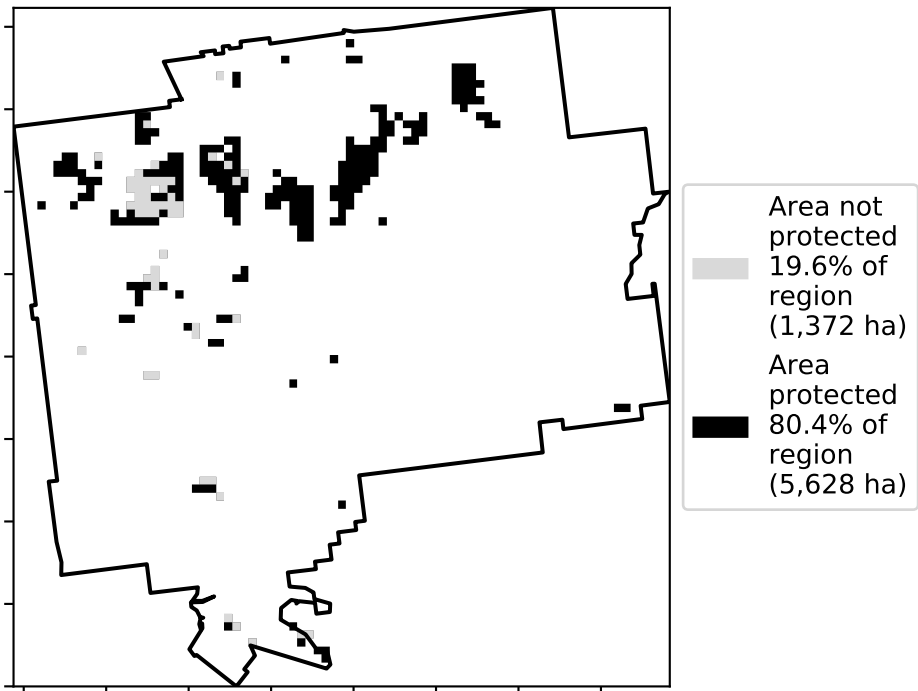 Area not
protected
19.6% of
region
(1,372 ha)
Area
protected
80.4% of
region
(5,628 ha)